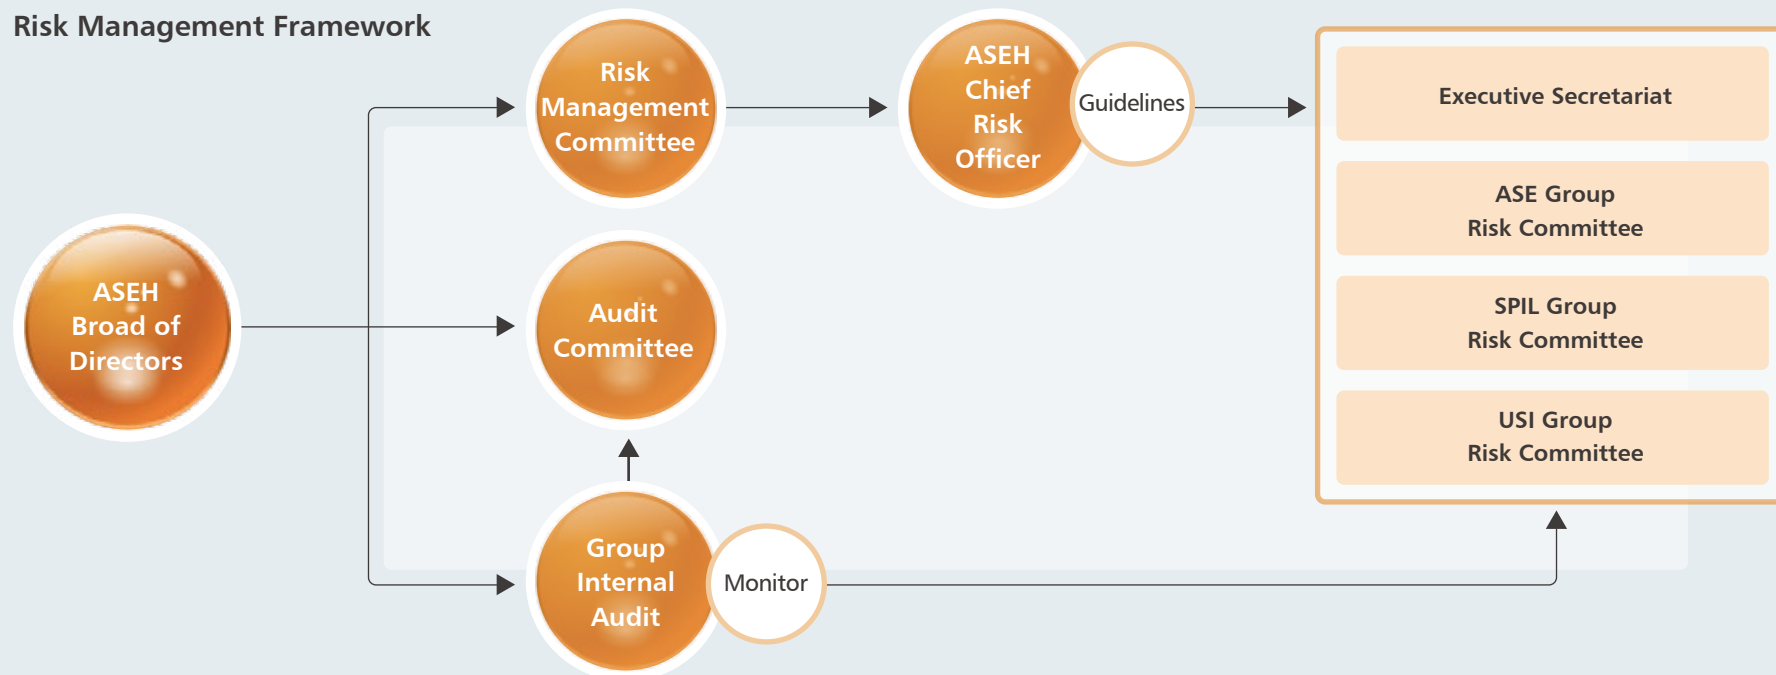 Risk Management Framework
Risk
Management
Committee
ASEH
Chief
Risk
Officer
Guidelines
Executive Secretariat
ASE Group
Risk Committee
SPIL Group
Risk Committee
USI Group
Risk Committee
ASEH
Broad of
Directors
Audit
Committee
Group
Internal
Audit
Monitor